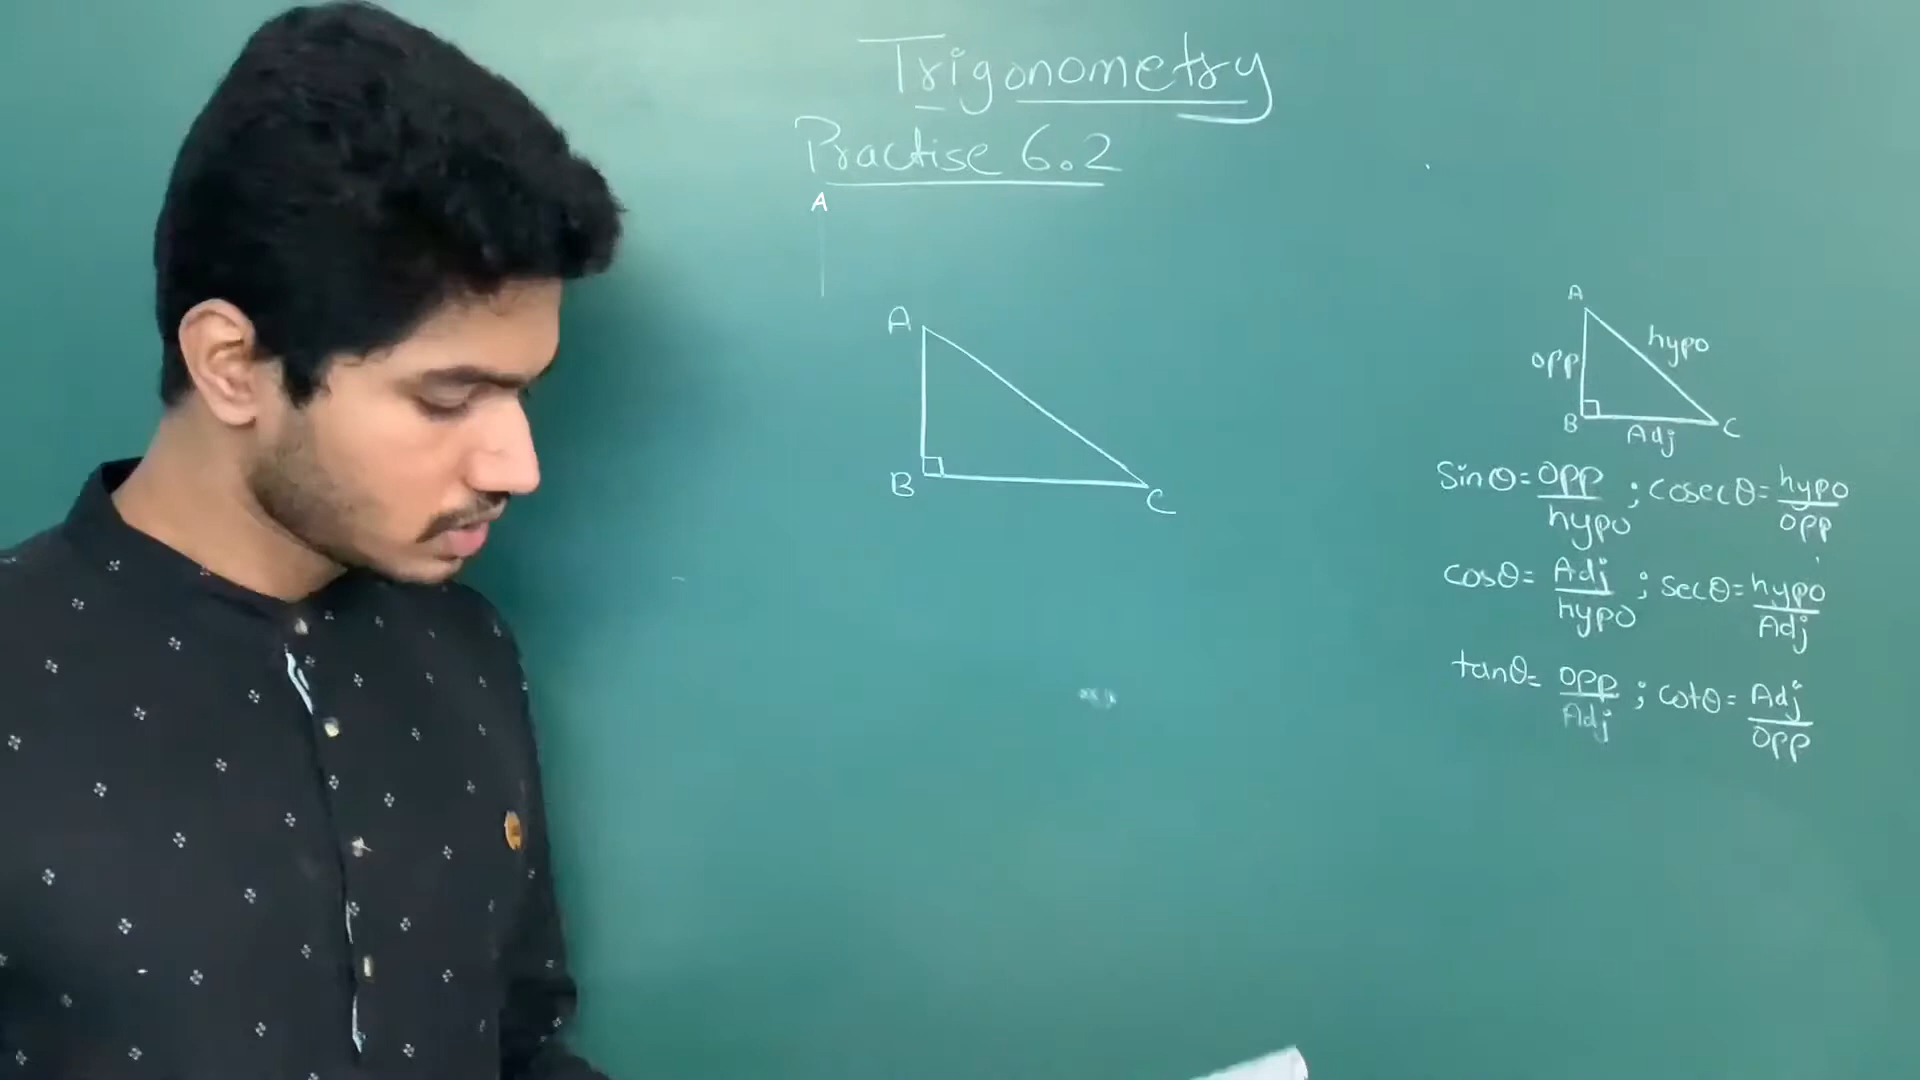 Trigonometry
Practise 6.2
A
A
B
C
A
opp
hypo
B
Adj
C
Sinθ = opp/hypo ; cosecθ = hypo/opp
cosθ = Adj/hypo ; secθ = hypo/Adj
tanθ = opp/Adj ; cotθ = Adj/opp